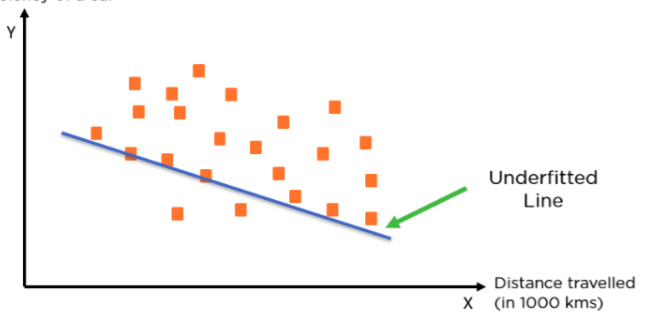 Y
Underfitted
Line
Distance travelled
X (in 1000 kms)